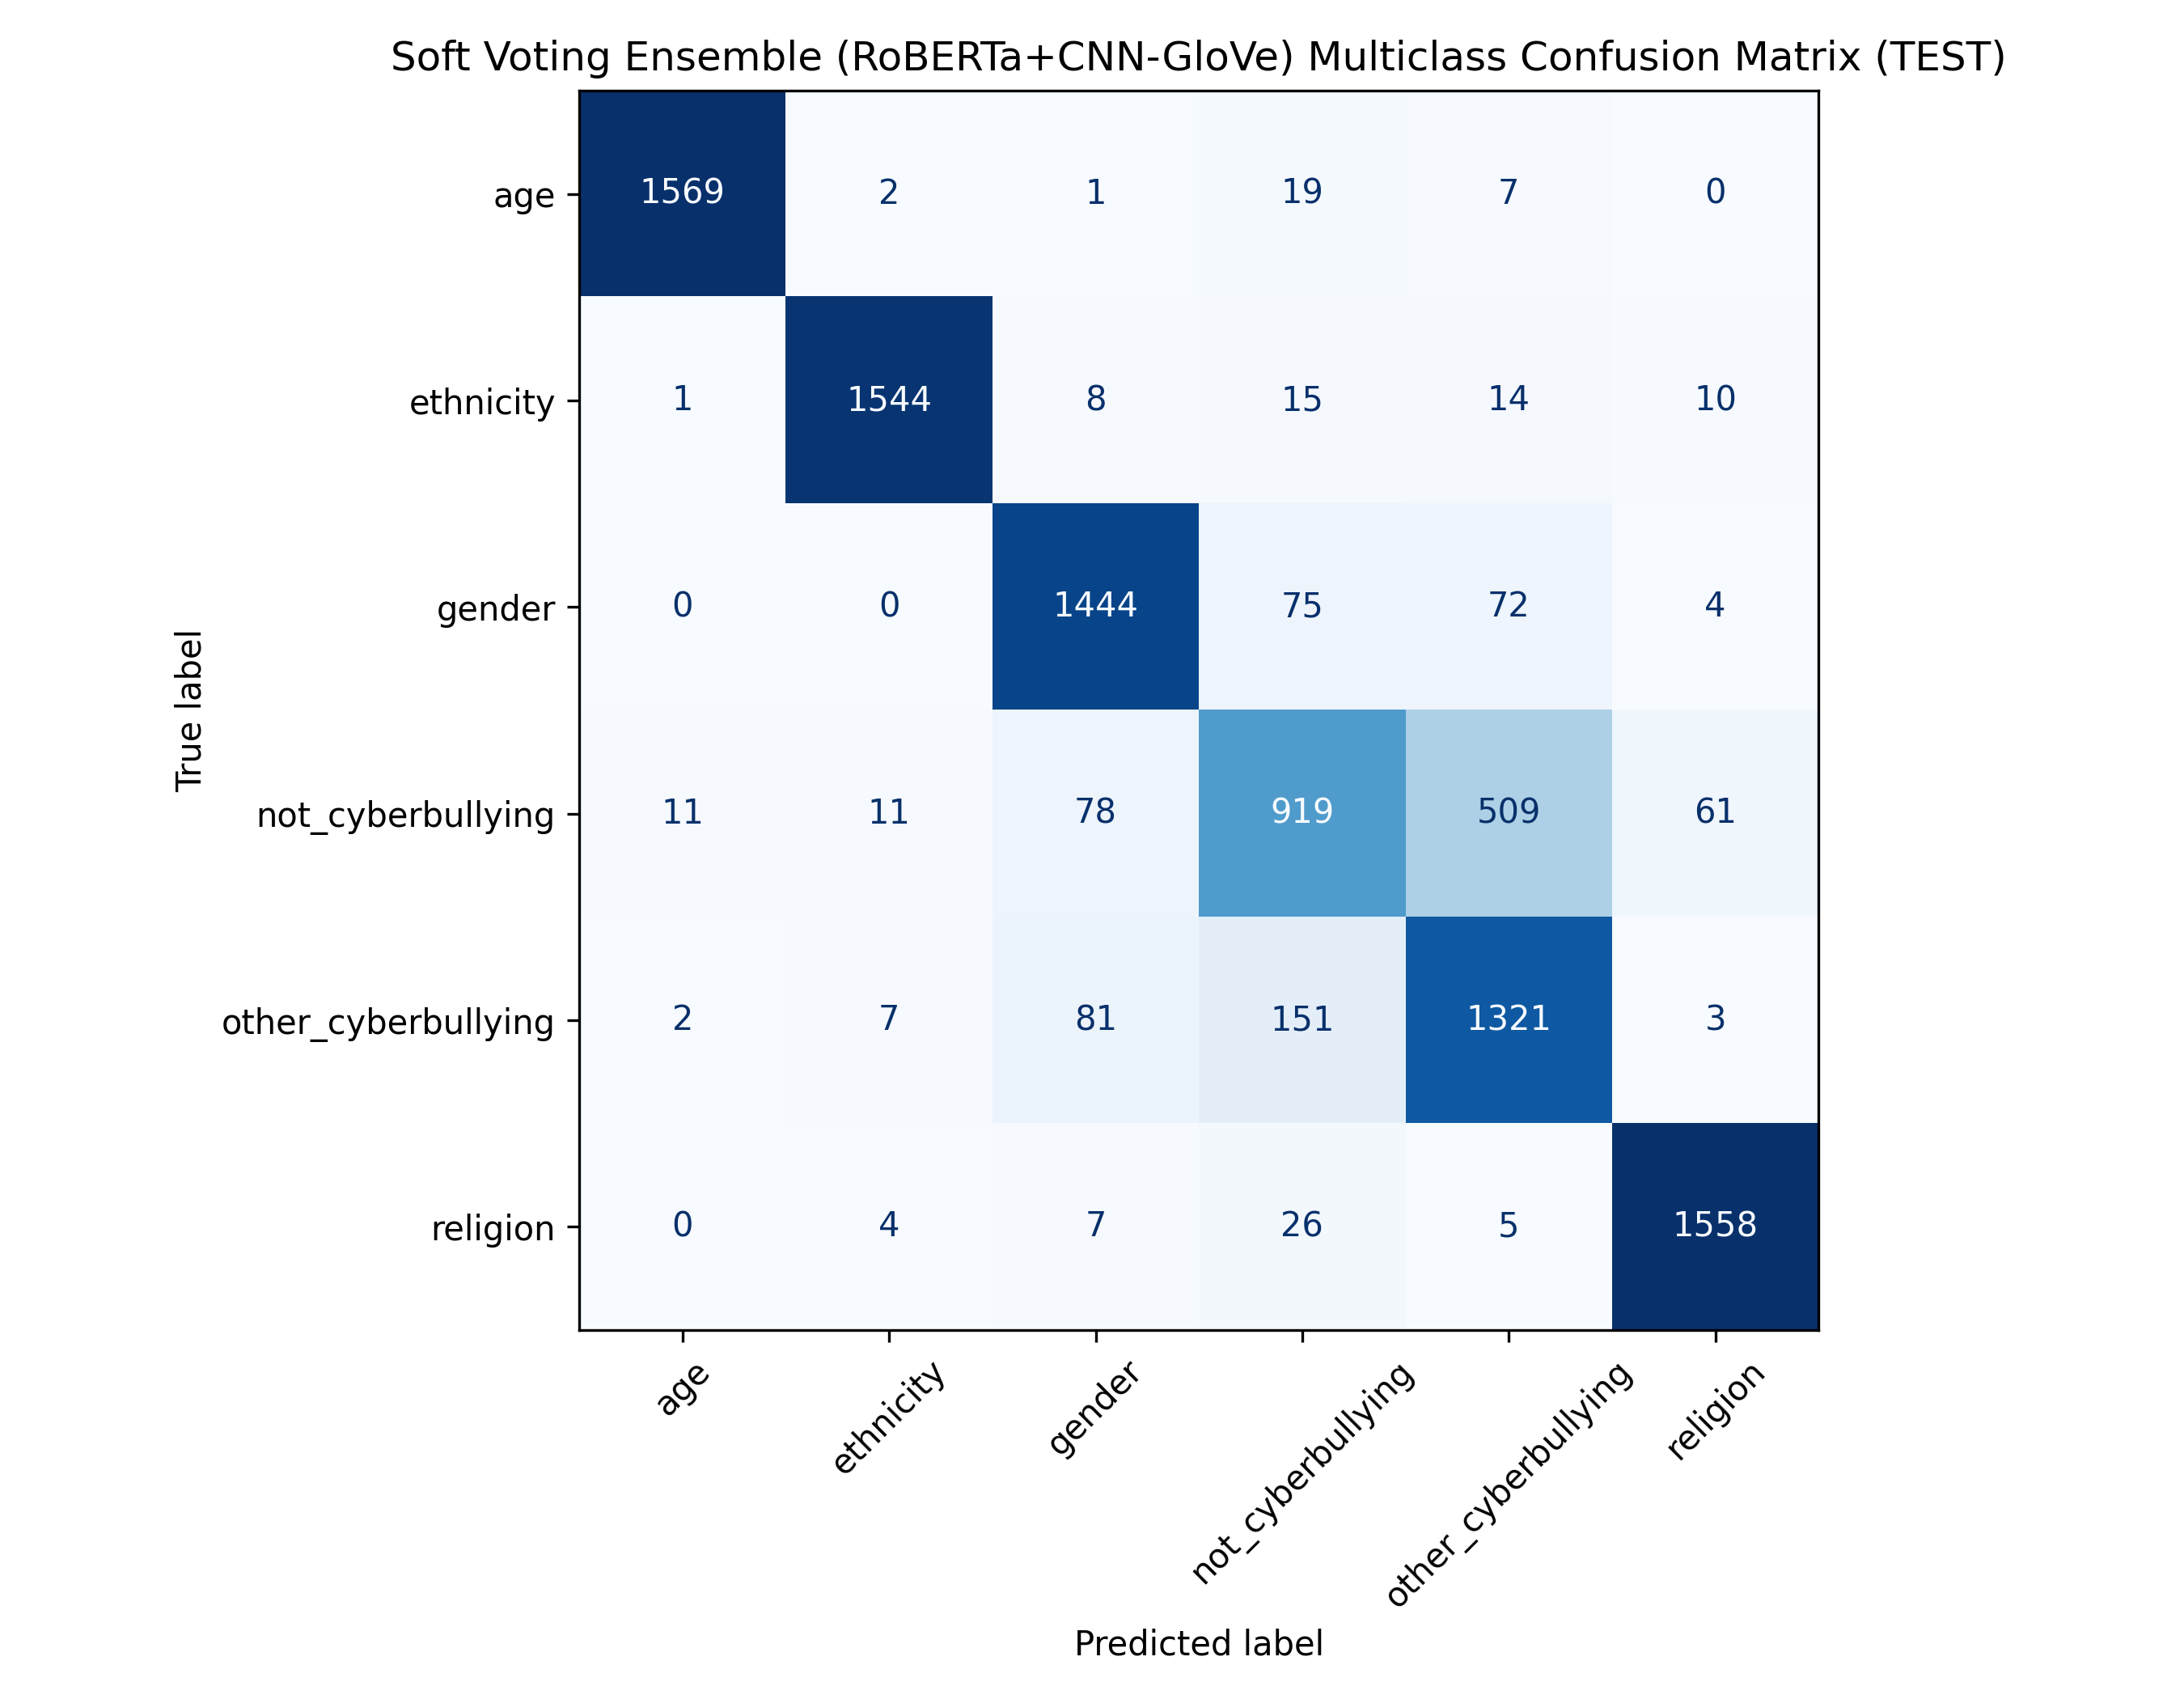 Soft Voting Ensemble (RoBERTa+CNN-GloVe) Multiclass Confusion Matrix (TEST)
True label
age 1569 2 1 19 7 0
ethnicity 1 1544 8 15 14 10
gender 0 0 1444 75 72 4
not_cyberbullying 11 11 78 919 509 61
other_cyberbullying 2 7 81 151 1321 3
religion 0 4 7 26 5 1558
age ethnicity gender not_cyberbullying other_cyberbullying religion
Predicted label